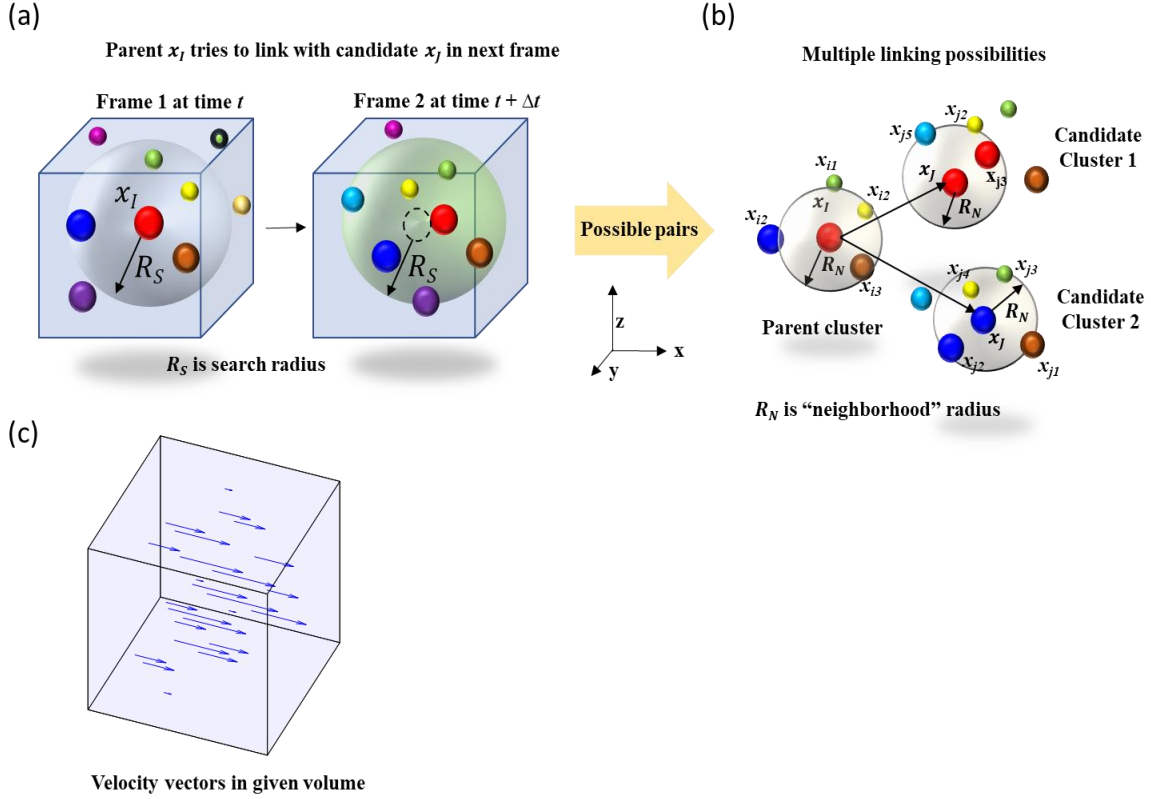 (a)
Parent x_I tries to link with candidate x_J in next frame
Frame 1 at time t
Frame 2 at time t + Δt
x_I
R_S
R_S
R_S is search radius
Possible pairs
z
x
y
(b)
Multiple linking possibilities
x_j5
x_j2
Candidate
Cluster 1
x_J
x_j3
R_N
x_i1
x_i2
x_i2
x_I
R_N
x_i3
Parent cluster
x_j4
x_j3
R_N
Candidate
Cluster 2
x_J
x_j2
x_j1
R_N is “neighborhood” radius
(c)
Velocity vectors in given volume